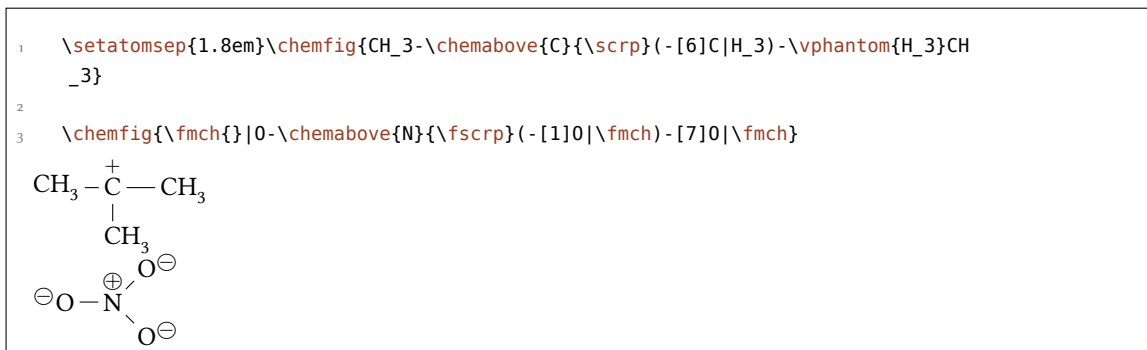 1 \setatomsep{1.8em}\chemfig{CH_3-\chemabove{C}{\scrp}(-[6]C|H_3)-\vphantom{H_3}CH
_3}
2
3 \chemfig{\fmch{}|O-\chemabove{N}{\fscrp}(-[1]O|\fmch)-[7]O|\fmch}
+
CH₃ – C — CH₃
CH₃
O⊖
⊕
⊖O – N
O⊖